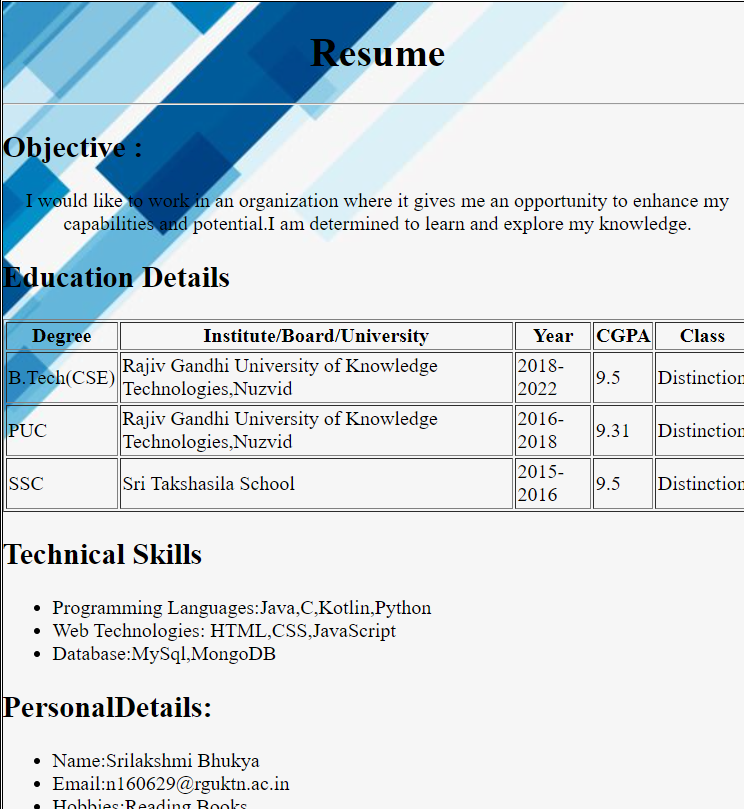 Resume
Objective :
I would like to work in an organization where it gives me an opportunity to enhance my
capabilities and potential.I am determined to learn and explore my knowledge.
Education Details
Degree Institute/Board/University Year CGPA Class
B.Tech(CSE) Rajiv Gandhi University of Knowledge Technologies,Nuzvid 2018-2022 9.5 Distinction
PUC Rajiv Gandhi University of Knowledge Technologies,Nuzvid 2016-2018 9.31 Distinction
SSC Sri Takshasila School 2015-2016 9.5 Distinction
Technical Skills
• Programming Languages:Java,C,Kotlin,Python
• Web Technologies: HTML,CSS,JavaScript
• Database:MySql,MongoDB
PersonalDetails:
• Name:Srilakshmi Bhukya
• Email:n160629@rguktn.ac.in
• Hobbies:Reading Books